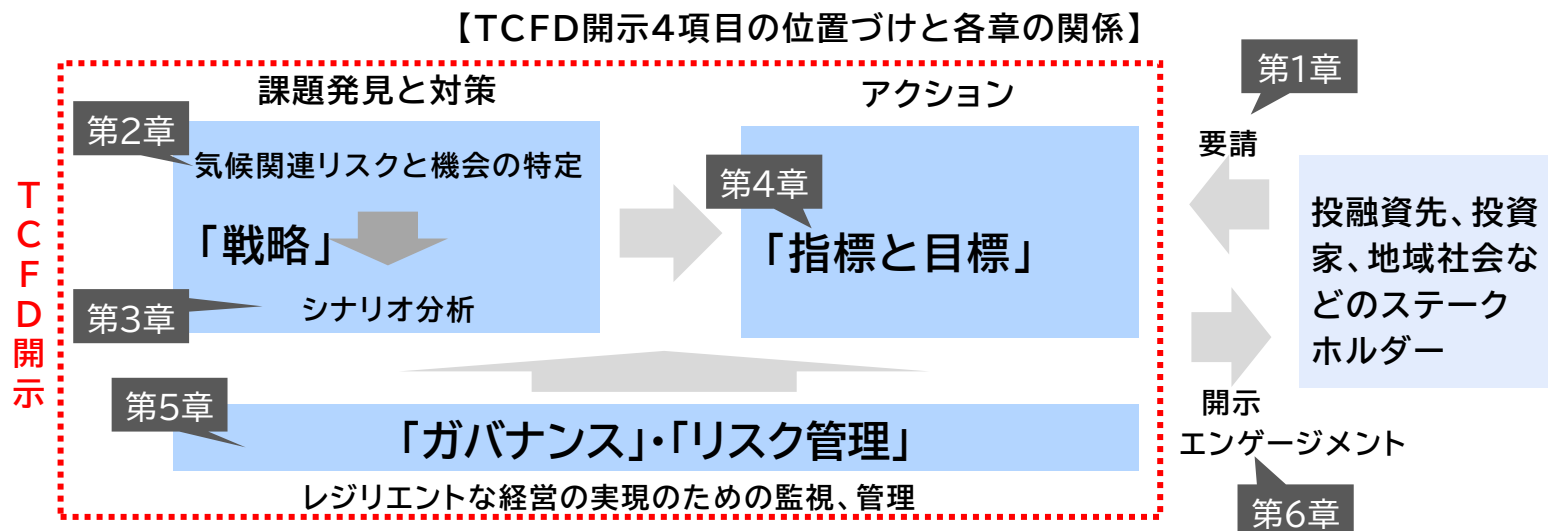 【TCFD開示4項目の位置づけと各章の関係】
TCFD開示
課題発見と対策
第2章
気候関連リスクと機会の特定
「戦略」
第3章
シナリオ分析
アクション
第4章
「指標と目標」
第5章
「ガバナンス」・「リスク管理」
レジリエントな経営の実現のための監視、管理
第1章
要請
投融資先、投資
家、地域社会な
どのステーク
ホルダー
開示
エンゲージメント
第6章